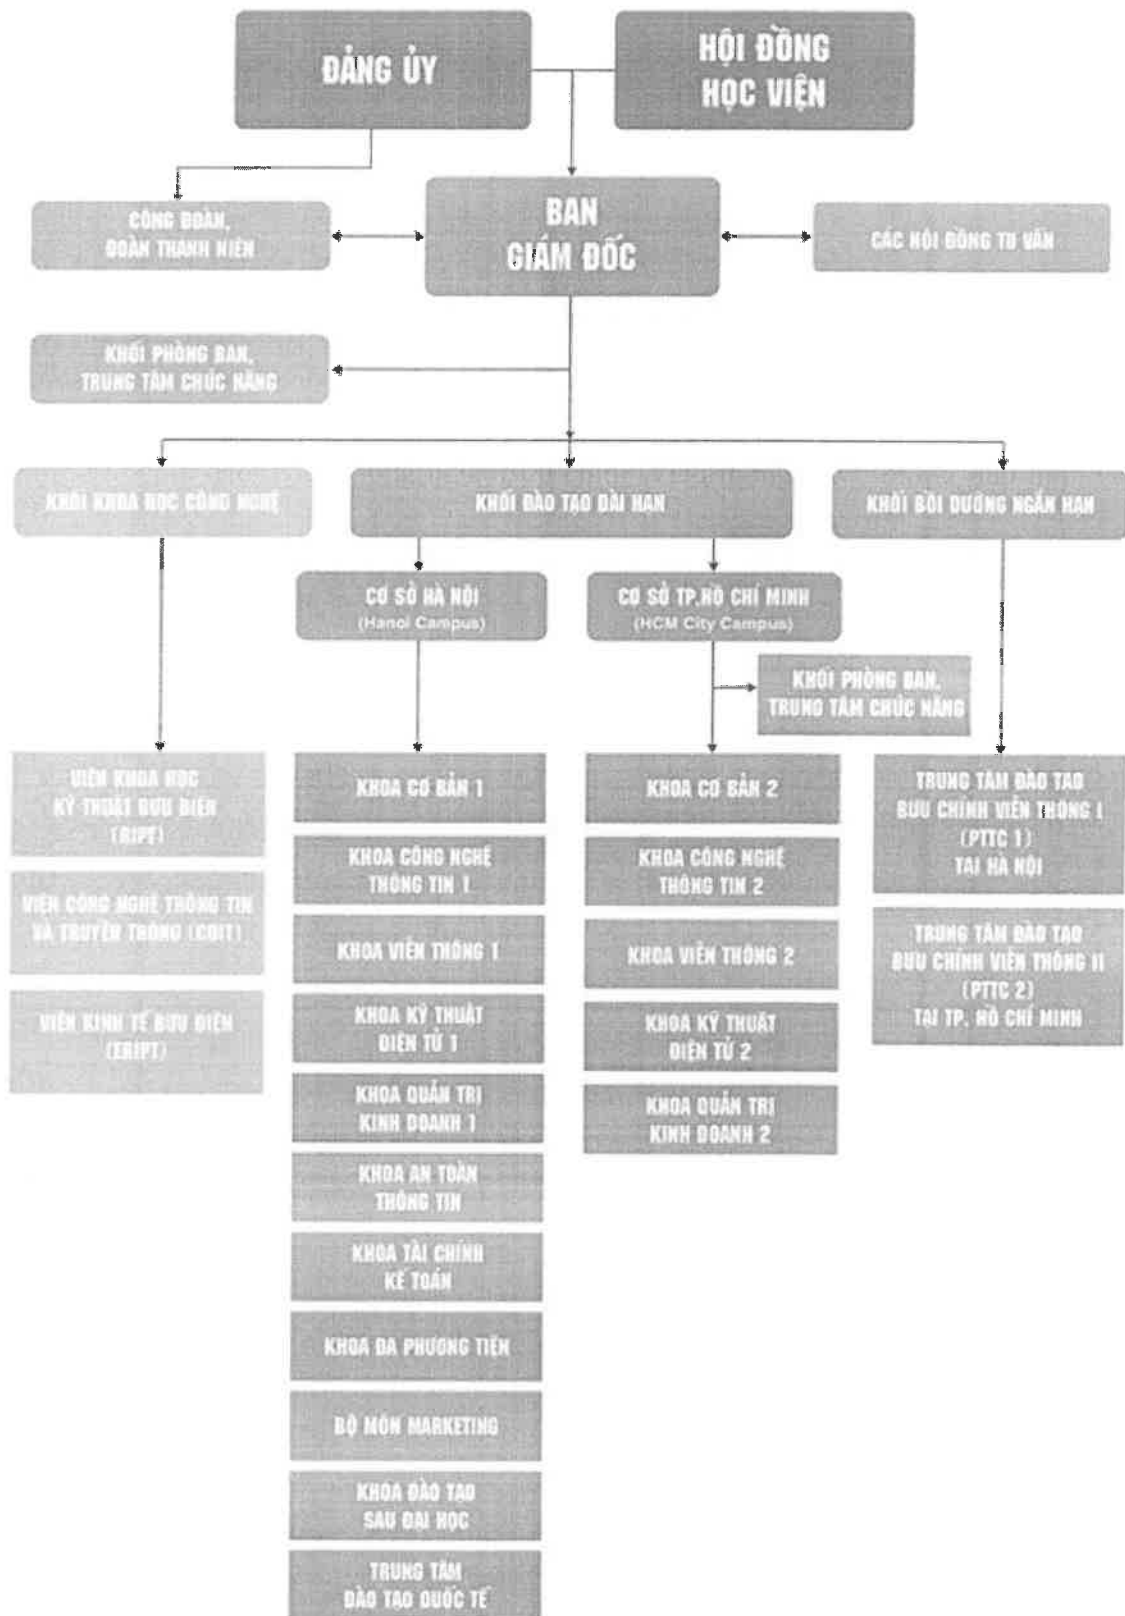 ĐẢNG ỦY
HỘI ĐỒNG
HỌC VIỆN
CÔNG ĐOÀN,
ĐOÀN THANH NIÊN
BAN
GIÁM ĐỐC
CÁC HỘI ĐỒNG TƯ VẤN
KHỐI PHÒNG BAN,
TRUNG TÂM CHỨC NĂNG
KHỐI KHOA HỌC CÔNG NGHỆ
KHỐI ĐÀO TẠO DÀI HẠN
KHỐI BỒI DƯỠNG NGẮN HẠN
CƠ SỞ HÀ NỘI
(Hanoi Campus)
CƠ SỞ TP.HỒ CHÍ MINH
(HCM City Campus)
KHỐI PHÒNG BAN,
TRUNG TÂM CHỨC NĂNG
VIỆN KHOA HỌC
KỸ THUẬT BƯU ĐIỆN
(RIPT)
VIỆN CÔNG NGHỆ THÔNG TIN
VÀ TRUYỀN THÔNG (CDIT)
VIỆN KINH TẾ BƯU ĐIỆN
(ERIPT)
KHOA CƠ BẢN 1
KHOA CÔNG NGHỆ
THÔNG TIN 1
KHOA VIỄN THÔNG 1
KHOA KỸ THUẬT
ĐIỆN TỬ 1
KHOA QUẢN TRỊ
KINH DOANH 1
KHOA AN TOÀN
THÔNG TIN
KHOA TÀI CHÍNH
KẾ TOÁN
KHOA ĐA PHƯƠNG TIỆN
BỘ MÔN MARKETING
KHOA ĐÀO TẠO
SAU ĐẠI HỌC
TRUNG TÂM
ĐÀO TẠO QUỐC TẾ
KHOA CƠ BẢN 2
KHOA CÔNG NGHỆ
THÔNG TIN 2
KHOA VIỄN THÔNG 2
KHOA KỸ THUẬT
ĐIỆN TỬ 2
KHOA QUẢN TRỊ
KINH DOANH 2
TRUNG TÂM ĐÀO TẠO
BƯU CHÍNH VIỄN THÔNG I
(PTTC 1)
TẠI HÀ NỘI
TRUNG TÂM ĐÀO TẠO
BƯU CHÍNH VIỄN THÔNG II
(PTTC 2)
TẠI TP. HỒ CHÍ MINH